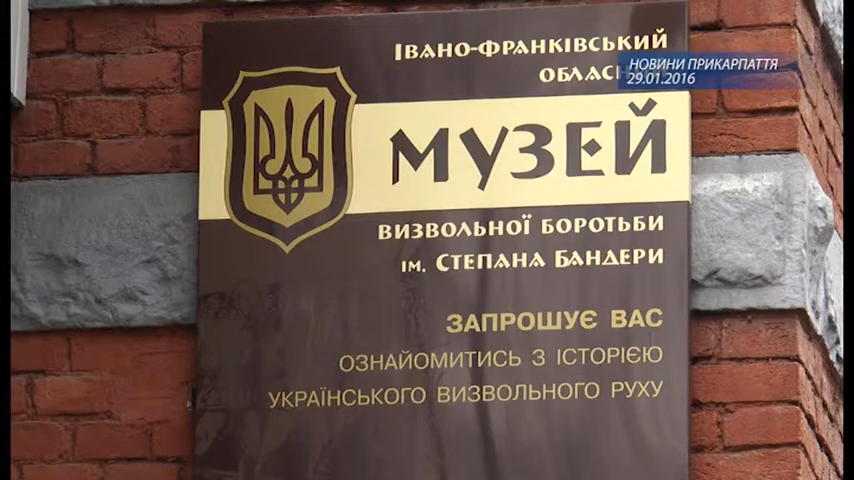 ІВАНО-ФРАНКІВСЬКИЙ
НОВИНИ ПРИКАРПАТТЯ
29.01.2016
МУЗЕЙ
ВИЗВОЛЬНОЇ БОРОТЬБИ
ІМ. СТЕПАНА БАНДЕРИ
ЗАПРОШУЄ ВАС
ОЗНАЙОМИТИСЬ З ІСТОРІЄЮ
УКРАЇНСЬКОГО ВИЗВОЛЬНОГО РУХУ